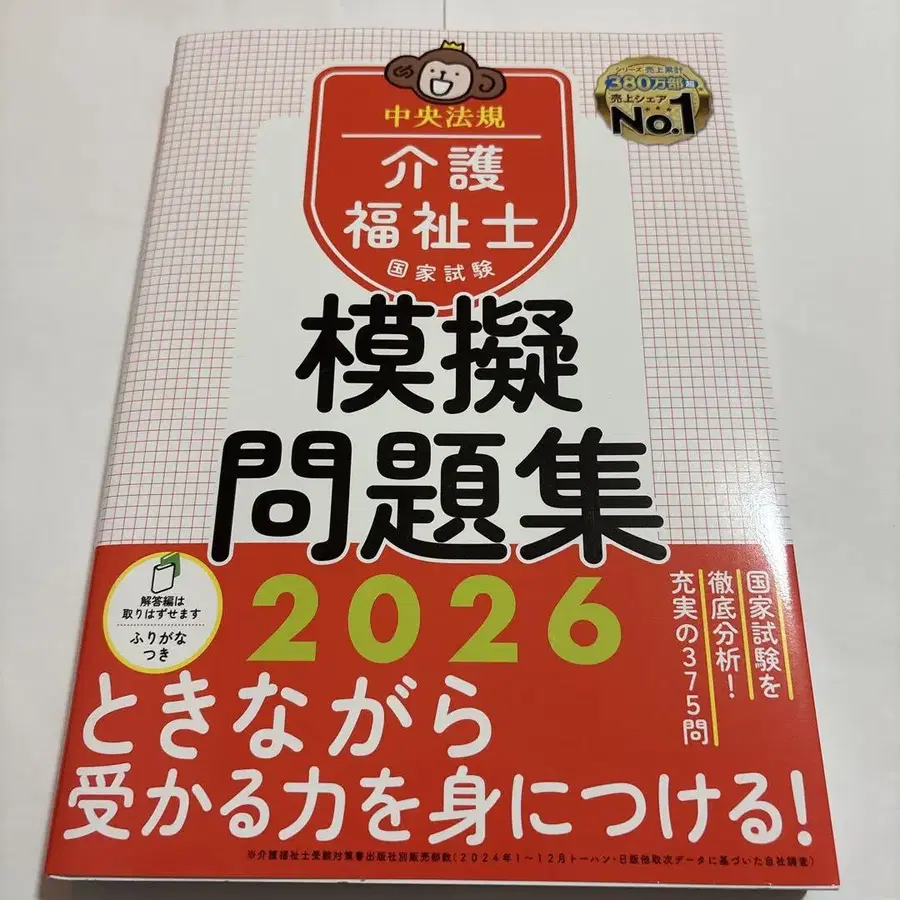 中央法規
介護
福祉士
国家試験
シリーズ売上累計
380万部超
売上シェア
No.1
模擬
問題集
2026
解答編は
取りはずせます
ふりがな
つき
国家試験を
徹底分析!
充実の375問
ときながら
受かる力を身につける!
※介護福祉士受験対策書出版社別販売部数(2024年1~12月トーハン・日販他取次データに基づいた自社調査)